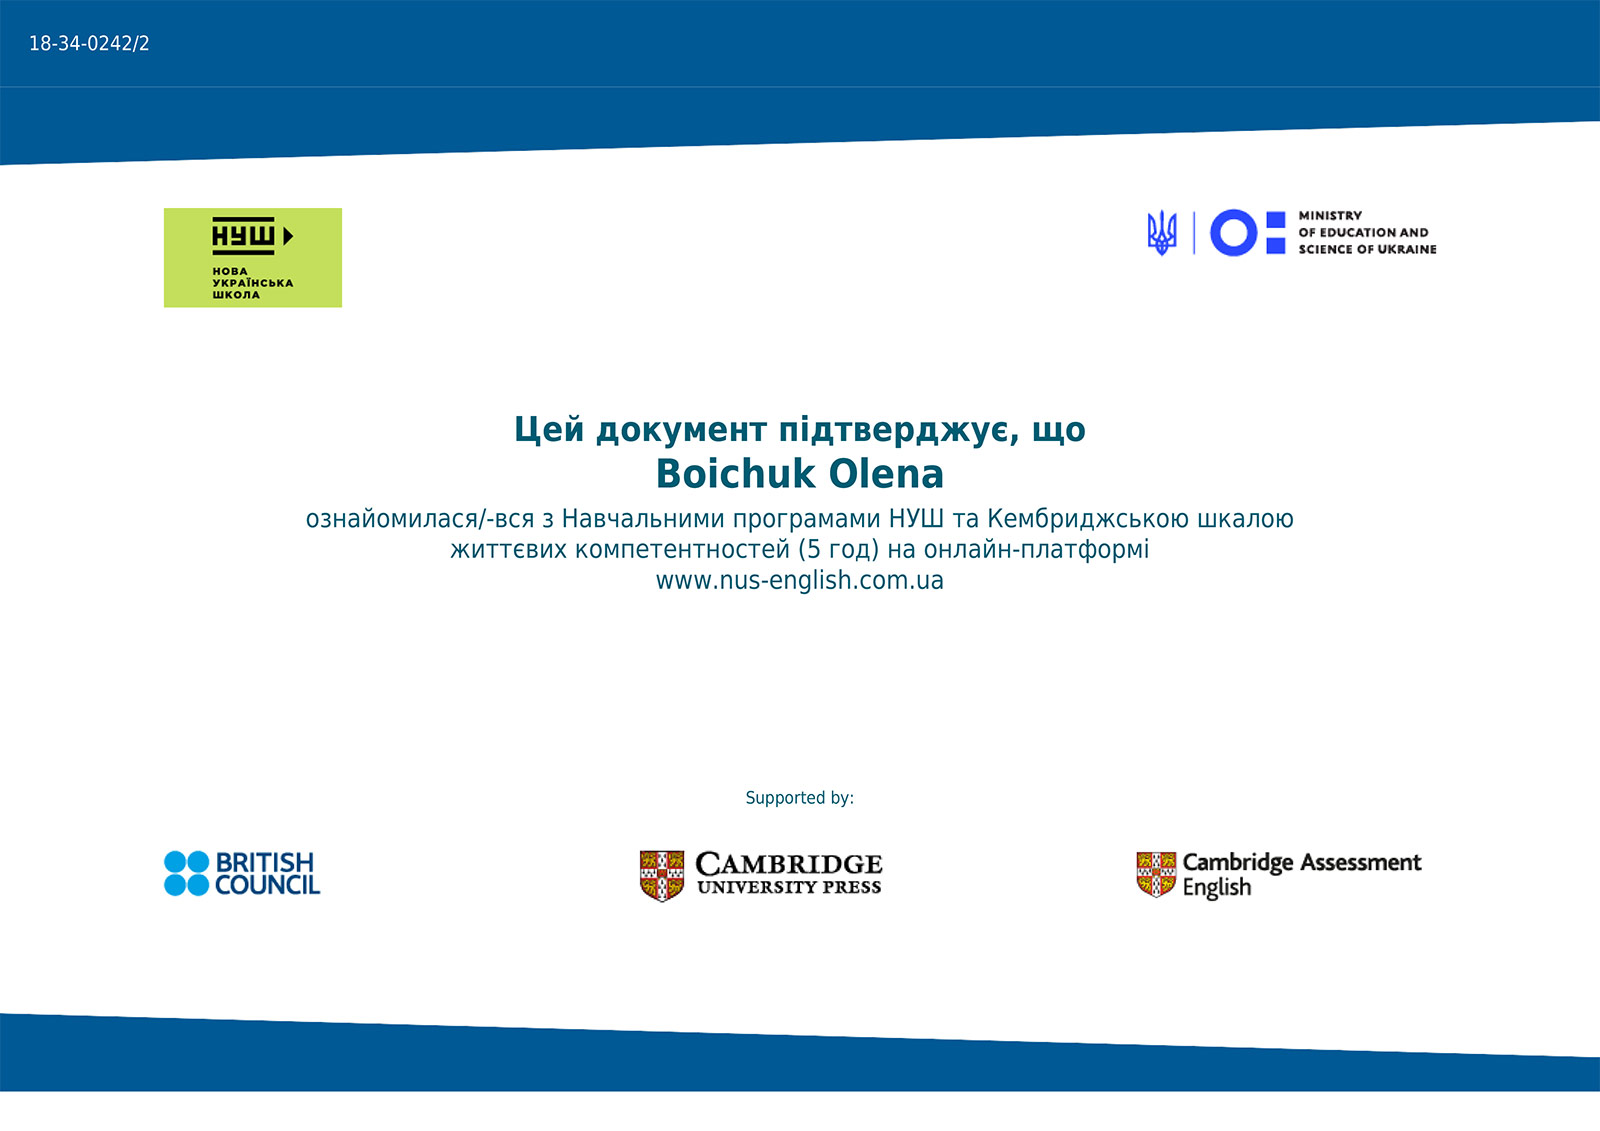 18-34-0242/2
НУШ
НОВА
УКРАЇНСЬКА
ШКОЛА
MINISTRY
OF EDUCATION AND
SCIENCE OF UKRAINE
Цей документ підтверджує, що
Boichuk Olena
ознайомилася/-вся з Навчальними програмами НУШ та Кембриджською шкалою
життєвих компетентностей (5 год) на онлайн-платформі
www.nus-english.com.ua
Supported by:
BRITISH
COUNCIL
CAMBRIDGE
UNIVERSITY PRESS
Cambridge Assessment
English